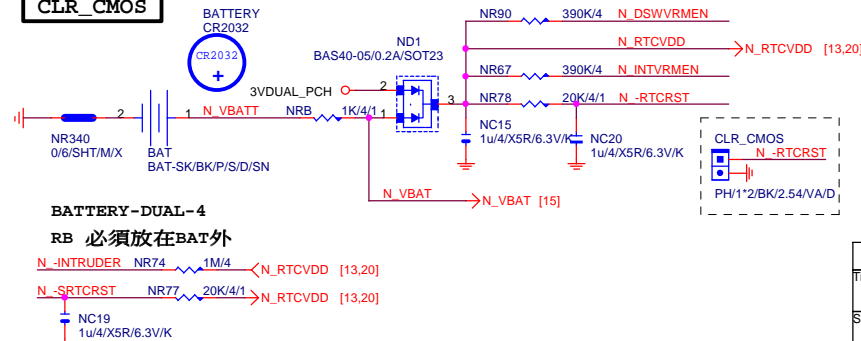 CLR_CMOS
BATTERY
CR2032
CR2032
+
NR90 390K/4 N_DSWVRMEN
ND1
BAS40-05/0.2A/SOT23
N_RTCVDD N_RTCVDD [13,20]
3VDUAL_PCH 2
NR67 390K/4 N_INTVRMEN
3
NR78 20K/4/1 N_-RTCRST
2 1 N_VBATT NRB 1K/4/1 1
NR340
0/6/SHT/M/X
BAT
BAT-SK/BK/P/S/D/SN
NC15
1u/4/X5R/6.3V/K
NC20
1u/4/X5R/6.3V/K
CLR_CMOS
N_-RTCRST
PH/1*2/BK/2.54/VA/D
N_VBAT N_VBAT [15]
BATTERY-DUAL-4
RB 必須放在BAT外
N_-INTRUDER NR74 1M/4 N_RTCVDD [13,20]
N_-SRTCRST NR77 20K/4/1 N_RTCVDD [13,20]
NC19
1u/4/X5R/6.3V/K